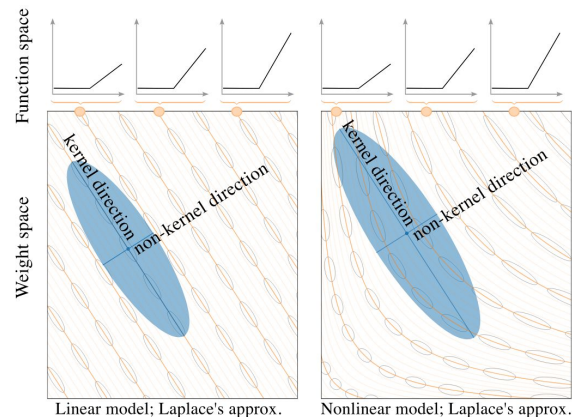 Function space
Weight space
kernel direction
non-kernel direction
kernel direction
non-kernel direction
Linear model; Laplace's approx.
Nonlinear model; Laplace's approx.